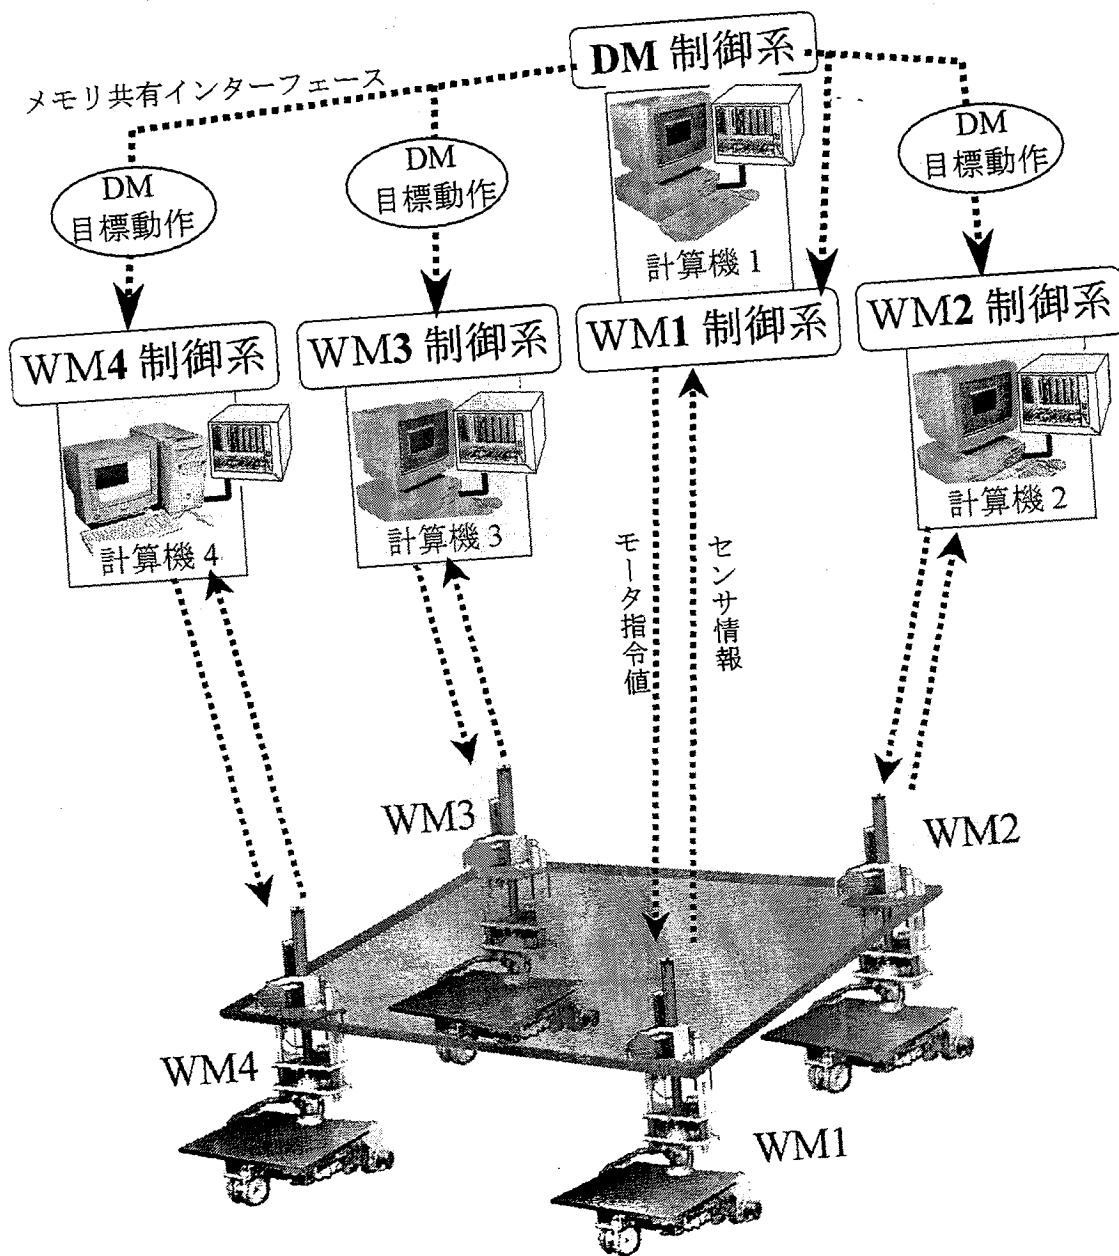 DM 制御系
メモリ共有インターフェース
DM
目標動作
DM
目標動作
DM
目標動作
計算機 1
WM4 制御系
WM3 制御系
WM1 制御系
WM2 制御系
計算機 4
計算機 3
計算機 2
モータ指令値
センサ情報
WM3
WM2
WM4
WM1